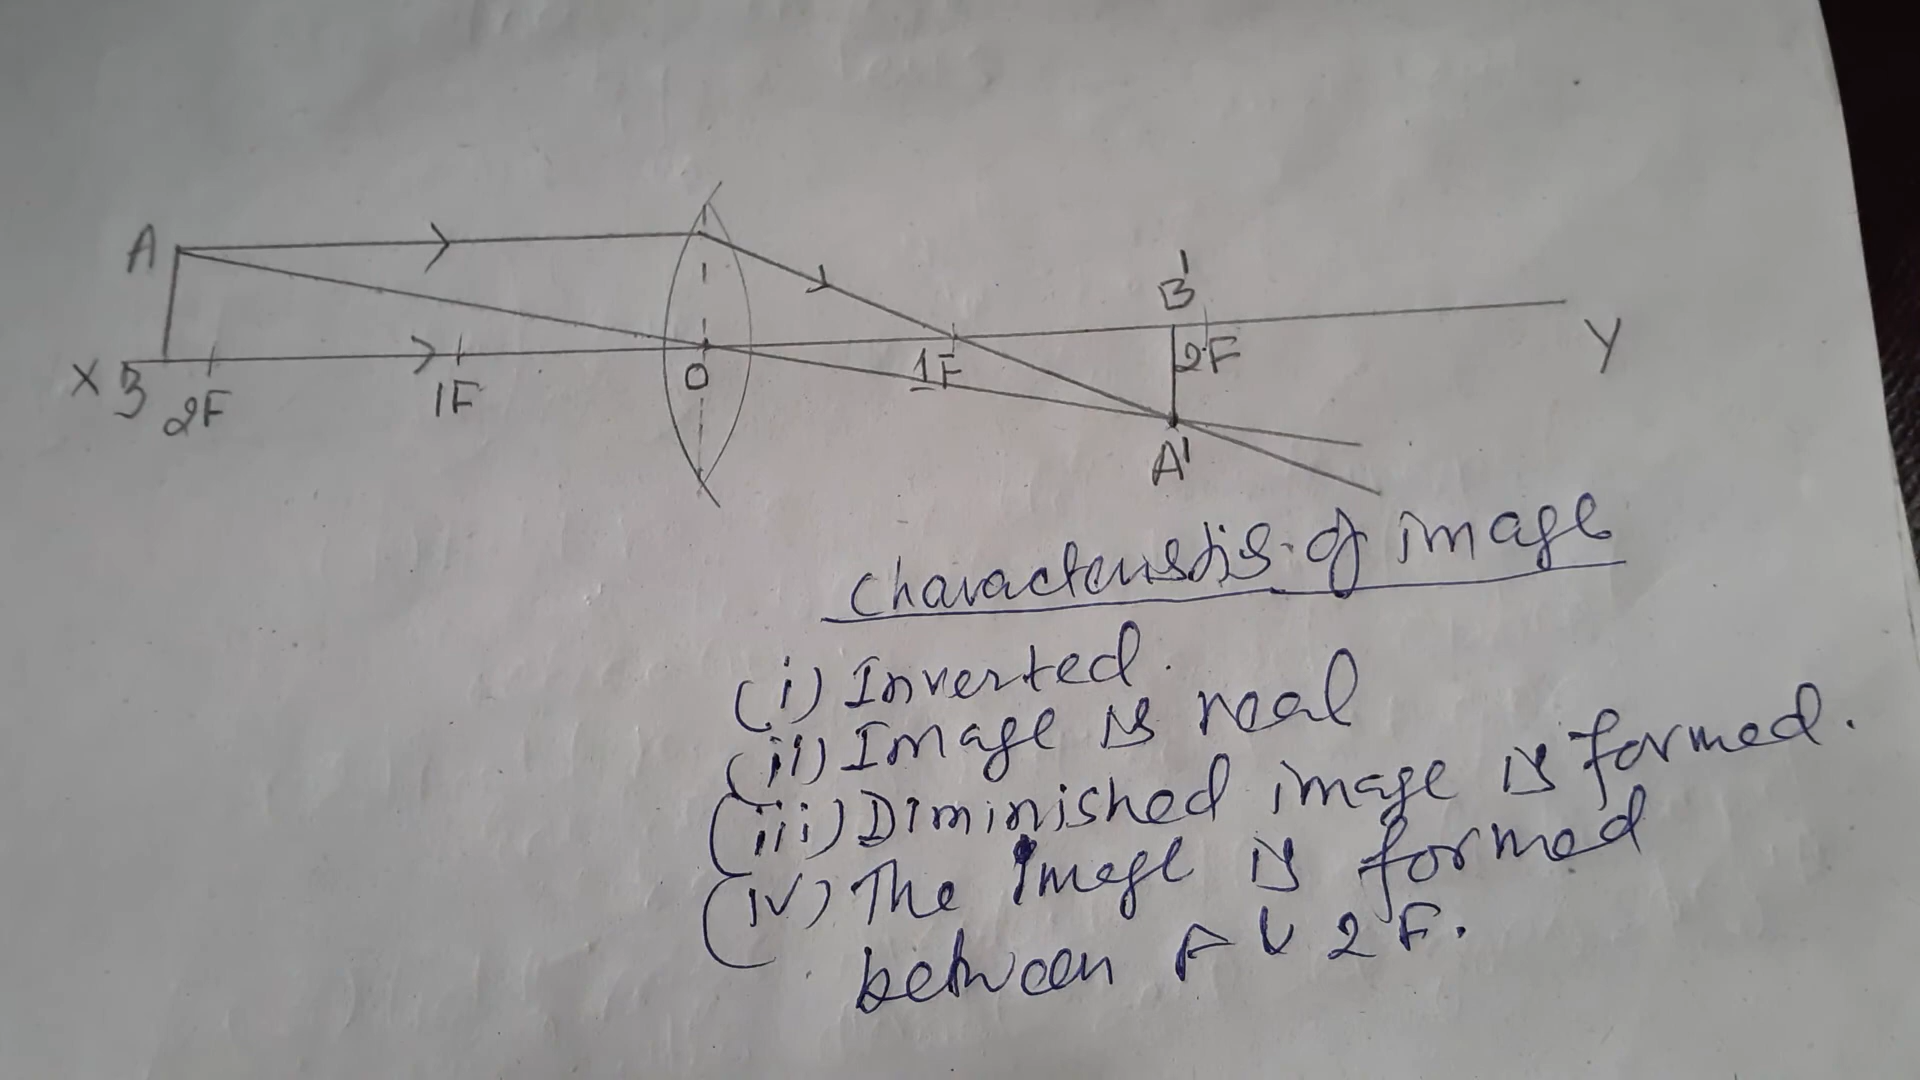 A
B'
X B 2F 1F O 1F 2F Y
A'
Characteristis of image
(i) Inverted.
(ii) Image is real
(iii) Diminished image is formed.
(iv) The image is formed
between F & 2F.